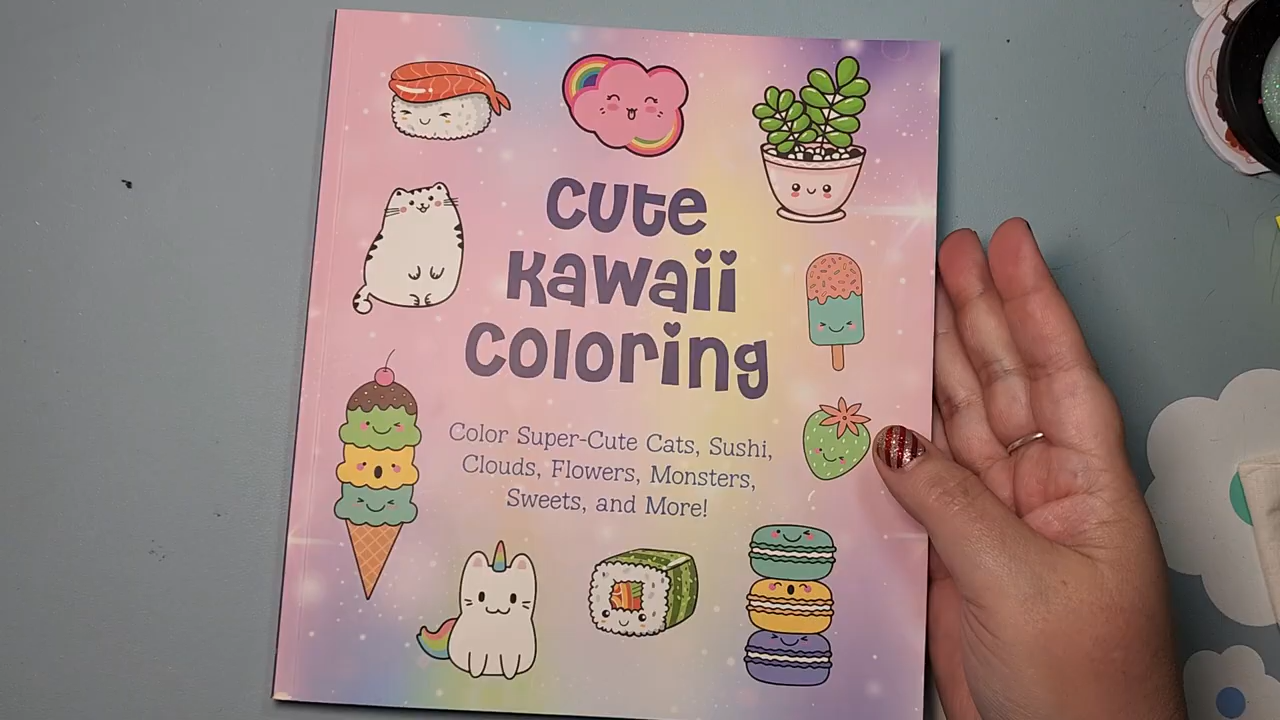 Cute
Kawaii
Coloring
Color Super-Cute Cats, Sushi,
Clouds, Flowers, Monsters,
Sweets, and More!